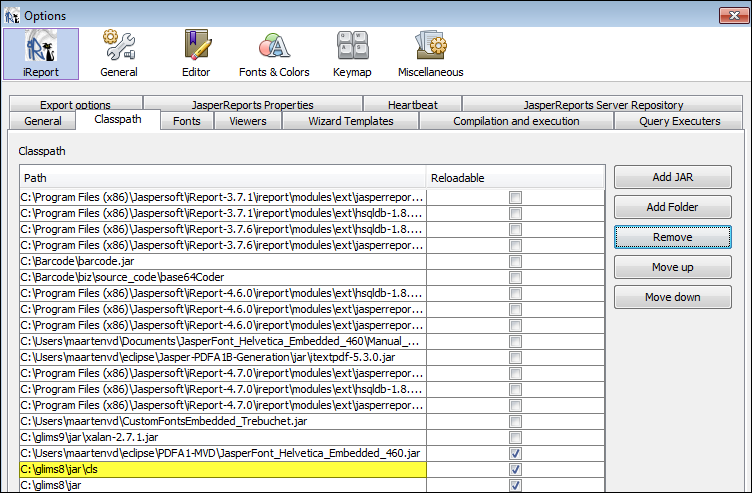 Options
iReport
General
Editor
Fonts & Colors
Keymap
Miscellaneous
Export options
JasperReports Properties
Heartbeat
JasperReports Server Repository
General
Classpath
Fonts
Viewers
Wizard Templates
Compilation and execution
Query Executers
Classpath
Path Reloadable
C:\Program Files (x86)\Jaspersoft\iReport-3.7.1\ireport\modules\ext\jasperrepor...
C:\Program Files (x86)\Jaspersoft\iReport-3.7.1\ireport\modules\ext\hsqldb-1.8....
C:\Program Files (x86)\Jaspersoft\iReport-3.7.6\ireport\modules\ext\hsqldb-1.8....
C:\Program Files (x86)\Jaspersoft\iReport-3.7.6\ireport\modules\ext\jasperrepor...
C:\Barcode\barcode.jar
C:\Barcode\biz\source_code\base64Coder
C:\Program Files (x86)\Jaspersoft\iReport-4.6.0\ireport\modules\ext\hsqldb-1.8....
C:\Program Files (x86)\Jaspersoft\iReport-4.6.0\ireport\modules\ext\jasperrepor...
C:\Program Files (x86)\Jaspersoft\iReport-4.6.0\ireport\modules\ext\jasperrepor...
C:\Users\maartenvd\Documents\JasperFont_Helvetica_Embedded_460\Manual_...
C:\Users\maartenvd\eclipse\Jasper-PDFA1B-Generation\jar\itextpdf-5.3.0.jar
C:\Program Files (x86)\Jaspersoft\iReport-4.7.0\ireport\modules\ext\jasperrepor...
C:\Program Files (x86)\Jaspersoft\iReport-4.7.0\ireport\modules\ext\hsqldb-1.8....
C:\Program Files (x86)\Jaspersoft\iReport-4.7.0\ireport\modules\ext\jasperrepor...
C:\Users\maartenvd\CustomFontsEmbedded_Trebuchet.jar
C:\glims9\jar\xalan-2.7.1.jar
C:\Users\maartenvd\eclipse\PDFA1-MVD\JasperFont_Helvetica_Embedded_460.jar
C:\glims8\jar\cls
C:\glims8\jar
Add JAR
Add Folder
Remove
Move up
Move down